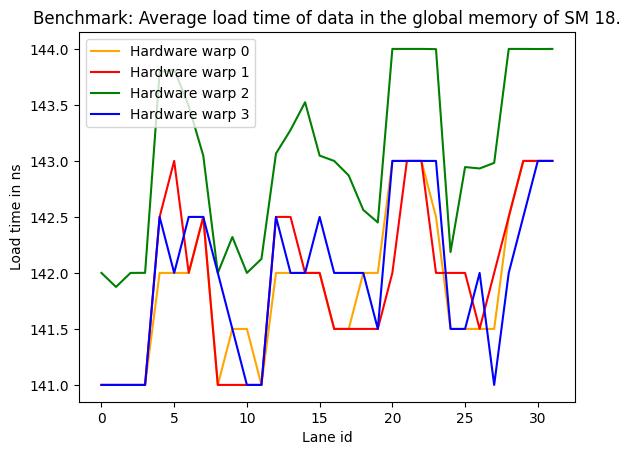 Benchmark: Average load time of data in the global memory of SM 18.
Hardware warp 0
Hardware warp 1
Hardware warp 2
Hardware warp 3
144.0
143.5
143.0
142.5
142.0
141.5
141.0
Load time in ns
0 5 10 15 20 25 30
Lane id